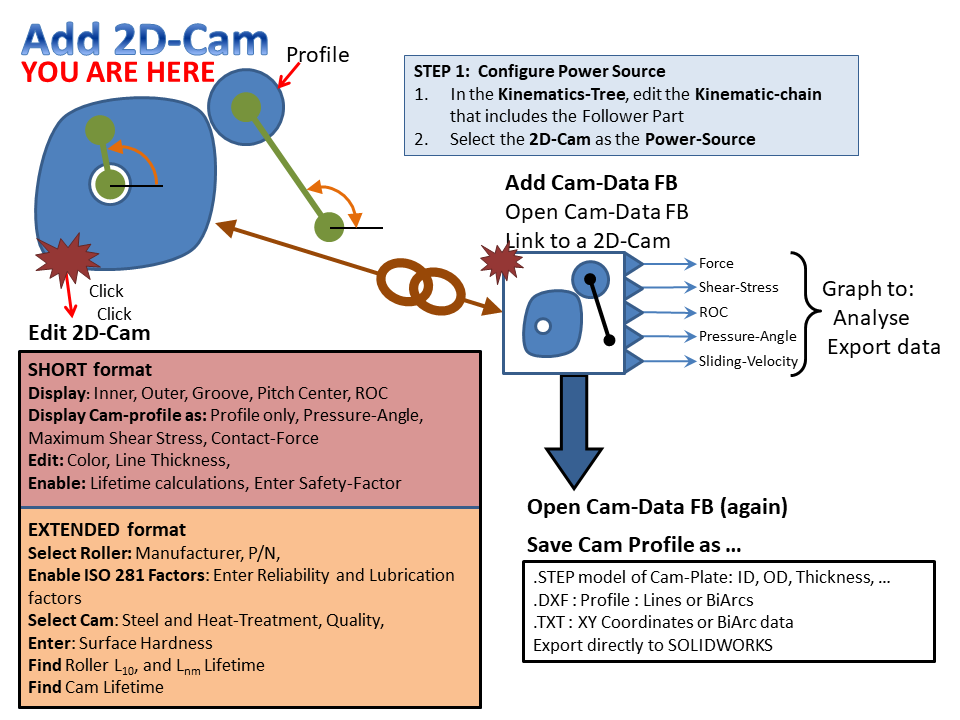 Add 2D-Cam
YOU ARE HERE
Profile
STEP 1: Configure Power Source
1. In the Kinematics-Tree, edit the Kinematic-chain
that includes the Follower Part
2. Select the 2D-Cam as the Power-Source
Add Cam-Data FB
Open Cam-Data FB
Link to a 2D-Cam
Force
Shear-Stress
ROC
Pressure-Angle
Sliding-Velocity
Graph to:
Analyse
Export data
Click
Click
Edit 2D-Cam
SHORT format
Display: Inner, Outer, Groove, Pitch Center, ROC
Display Cam-profile as: Profile only, Pressure-Angle,
Maximum Shear Stress, Contact-Force
Edit: Color, Line Thickness,
Enable: Lifetime calculations, Enter Safety-Factor
EXTENDED format
Select Roller: Manufacturer, P/N,
Enable ISO 281 Factors: Enter Reliability and Lubrication
factors
Select Cam: Steel and Heat-Treatment, Quality,
Enter: Surface Hardness
Find Roller L10, and Lnm Lifetime
Find Cam Lifetime
Open Cam-Data FB (again)
Save Cam Profile as ...
.STEP model of Cam-Plate: ID, OD, Thickness, ...
.DXF : Profile : Lines or BiArcs
.TXT : XY Coordinates or BiArc data
Export directly to SOLIDWORKS